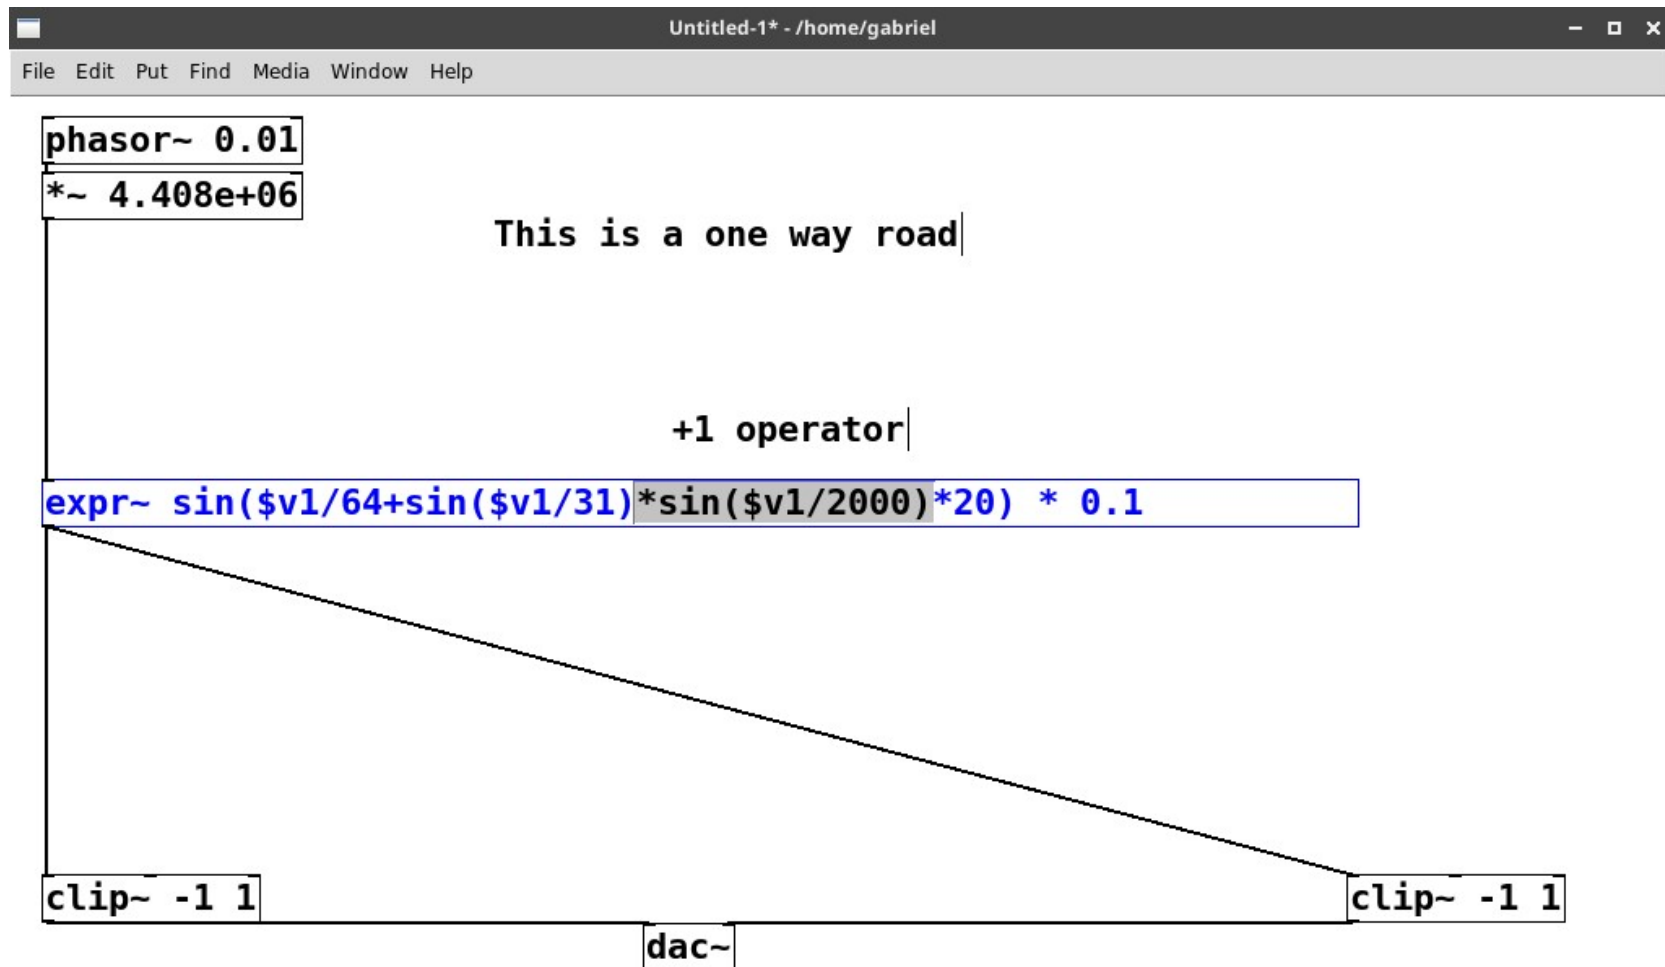 Untitled-1* - /home/gabriel
File Edit Put Find Media Window Help
phasor~ 0.01
*~ 4.408e+06
This is a one way road
+1 operator
expr~ sin($v1/64+sin($v1/31)*sin($v1/2000)*20) * 0.1
clip~ -1 1
clip~ -1 1
dac~